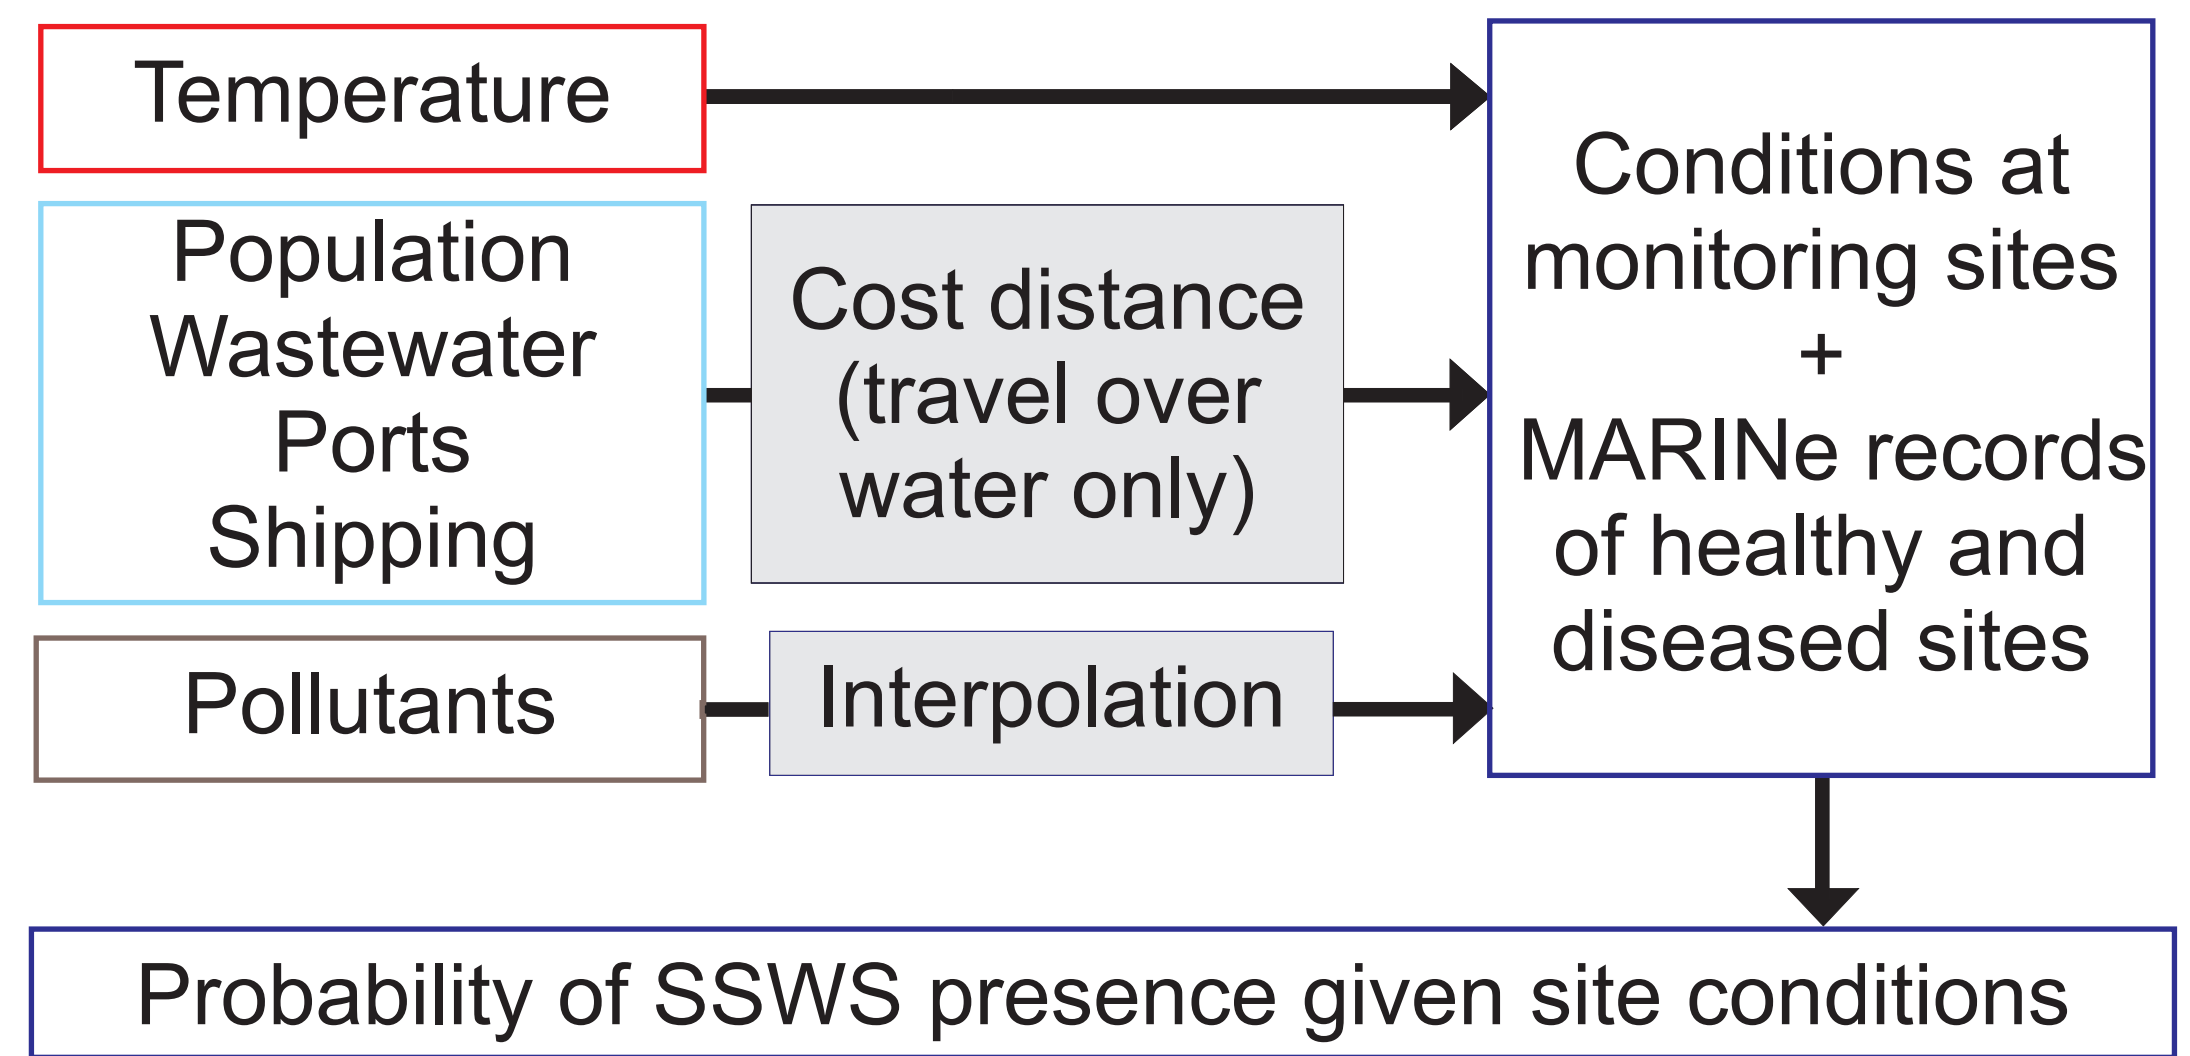 Temperature
Population
Wastewater
Ports
Shipping
Pollutants
Cost distance
(travel over
water only)
Interpolation
Conditions at
monitoring sites
+
MARINe records
of healthy and
diseased sites
Probability of SSWS presence given site conditions